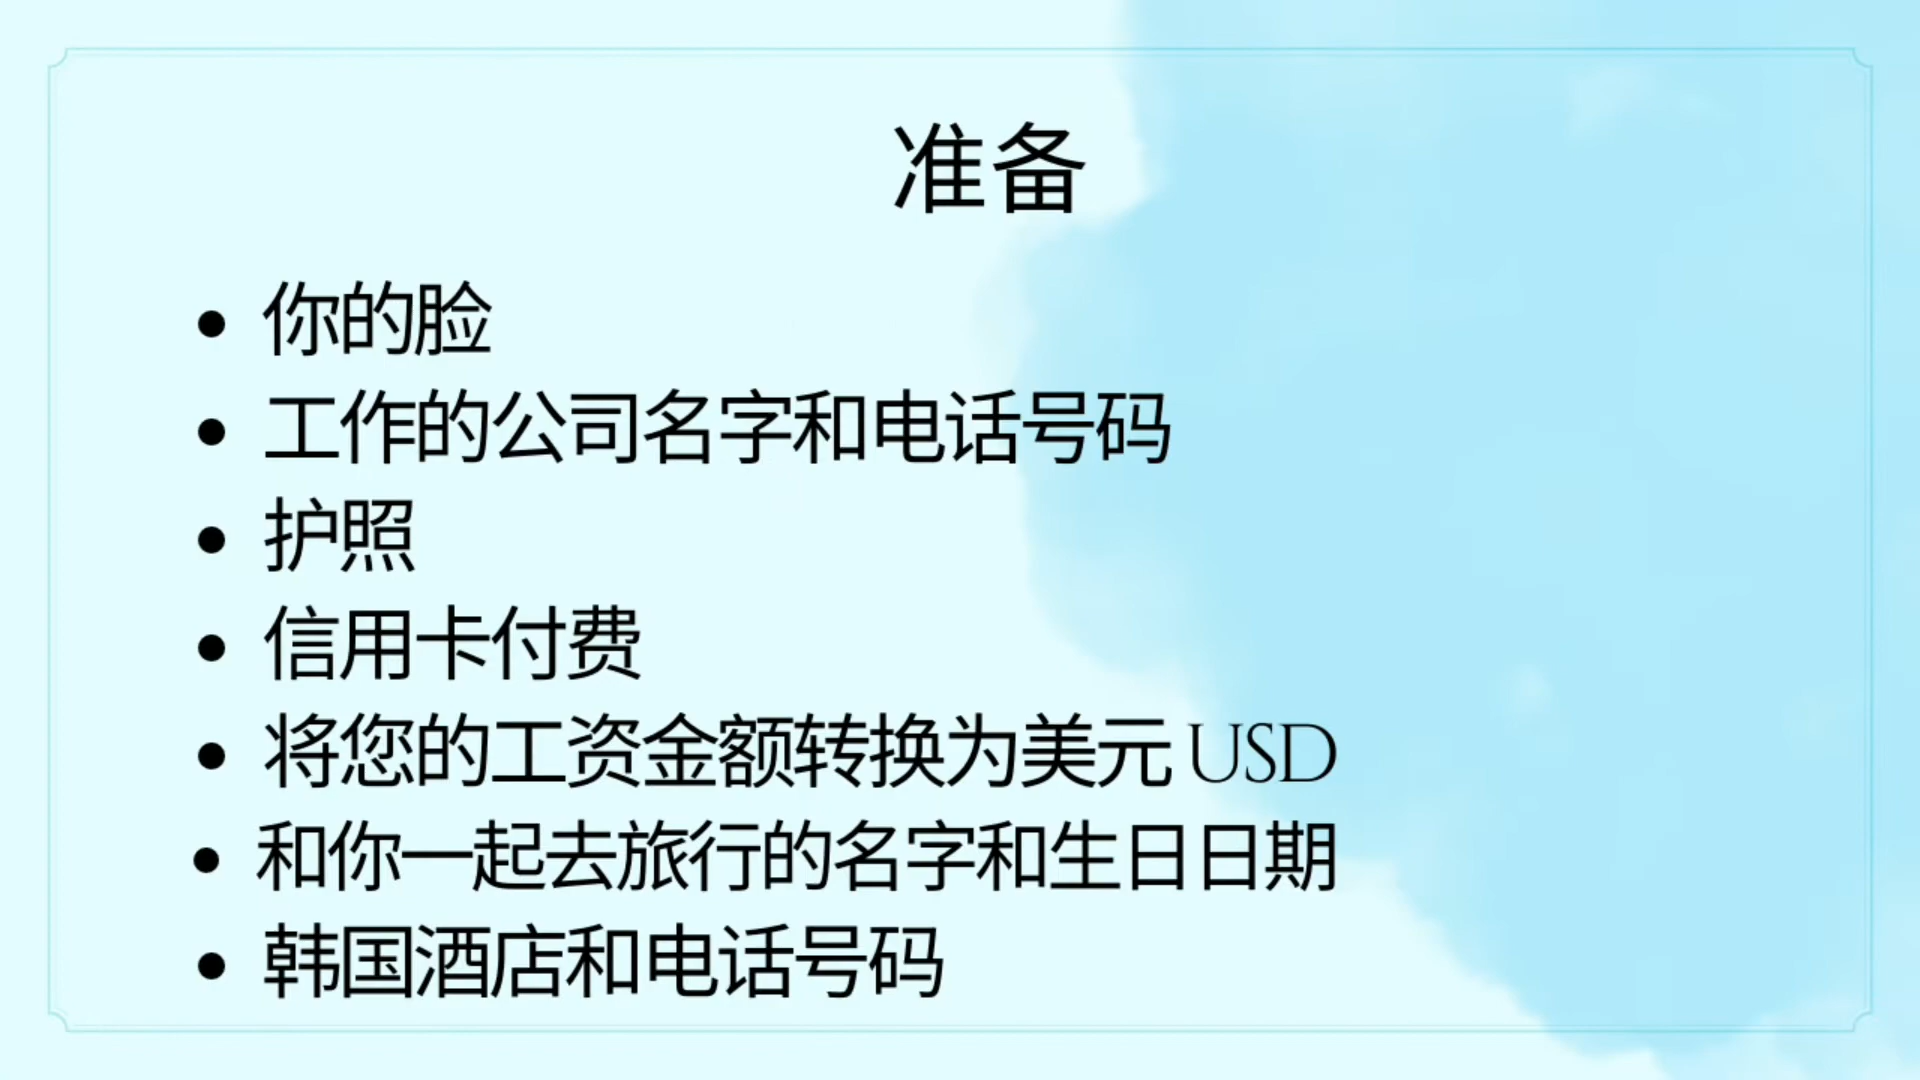 准备
你的脸
工作的公司名字和电话号码
护照
信用卡付费
将您的工资金额转换为美元 USD
和你一起去旅行的名字和生日日期
韩国酒店和电话号码